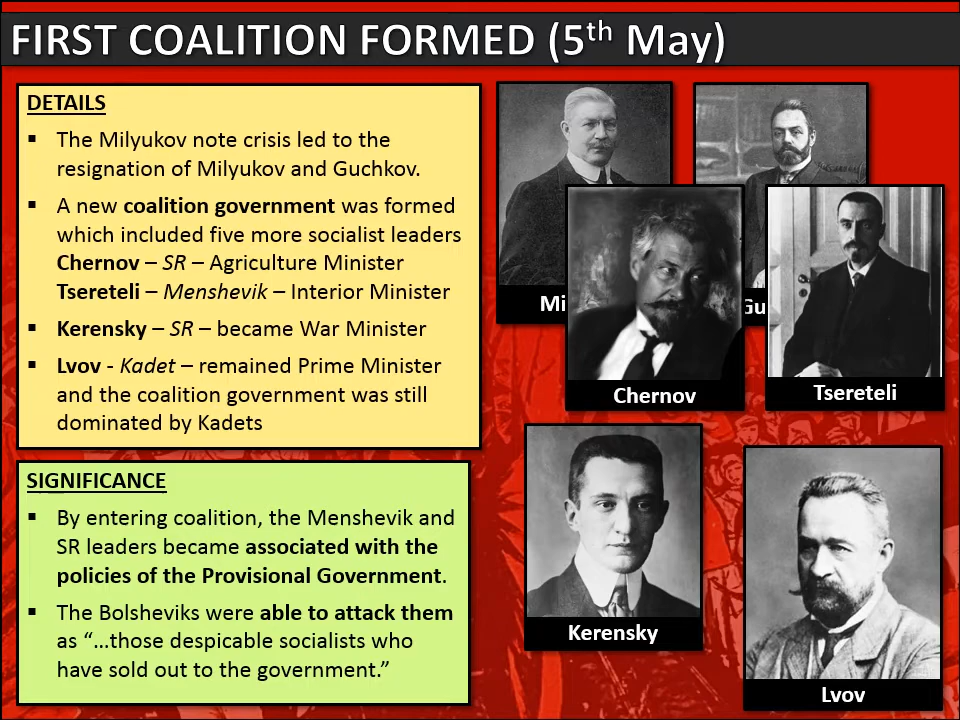 FIRST COALITION FORMED (5th May)
DETAILS
▪ The Milyukov note crisis led to the
resignation of Milyukov and Guchkov.
▪ A new coalition government was formed
which included five more socialist leaders
Chernov – SR – Agriculture Minister
Tsereteli – Menshevik – Interior Minister
▪ Kerensky – SR – became War Minister
▪ Lvov - Kadet – remained Prime Minister
and the coalition government was still
dominated by Kadets
SIGNIFICANCE
▪ By entering coalition, the Menshevik and
SR leaders became associated with the
policies of the Provisional Government.
▪ The Bolsheviks were able to attack them
as “…those despicable socialists who
have sold out to the government.”
Mi
Gu
Chernov
Tsereteli
Kerensky
Lvov